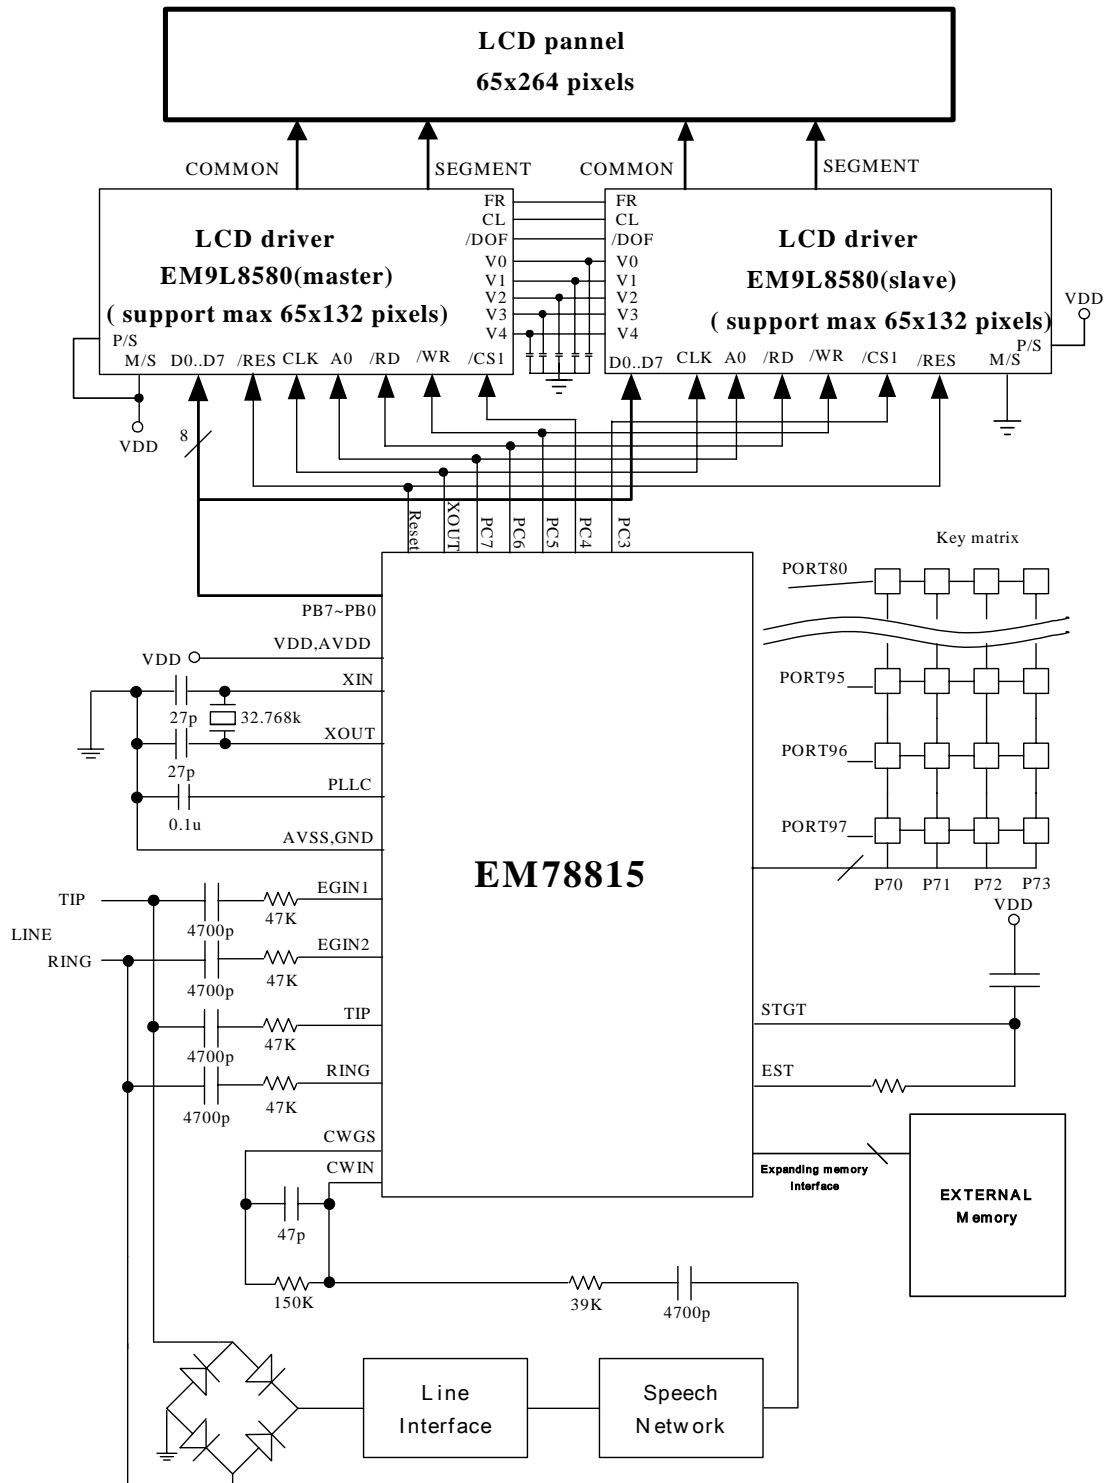 LCD pannel
65x264 pixels
COMMON
SEGMENT
COMMON
SEGMENT
LCD driver
EM9L8580(master)
( support max 65x132 pixels)
FR
CL
/DOF
V0
V1
V2
V3
V4
P/S
M/S
D0..D7
/RES
CLK
A0
/RD
/WR
/CS1
VDD
8
FR
CL
/DOF
V0
V1
V2
V3
V4
LCD driver
EM9L8580(slave)
( support max 65x132 pixels)
D0..D7
CLK
A0
/RD
/WR
/CS1
/RES
M/S
P/S
VDD
Reset
XOUT
PC7
PC6
PC5
PC4
PC3
Key matrix
PORT80
PORT95
PORT96
PORT97
P70
P71
P72
P73
PB7~PB0
VDD,AVDD
VDD
XIN
27p
32.768k
XOUT
27p
PLLC
0.1u
AVSS,GND
EM78815
TIP
LINE
RING
EGIN1
4700p
47K
EGIN2
4700p
47K
TIP
4700p
47K
RING
4700p
47K
VDD
STGT
EST
CWGS
CWIN
47p
150K
39K
4700p
Expanding memory
Interface
EXTERNAL
Memory
Line
Interface
Speech
Network